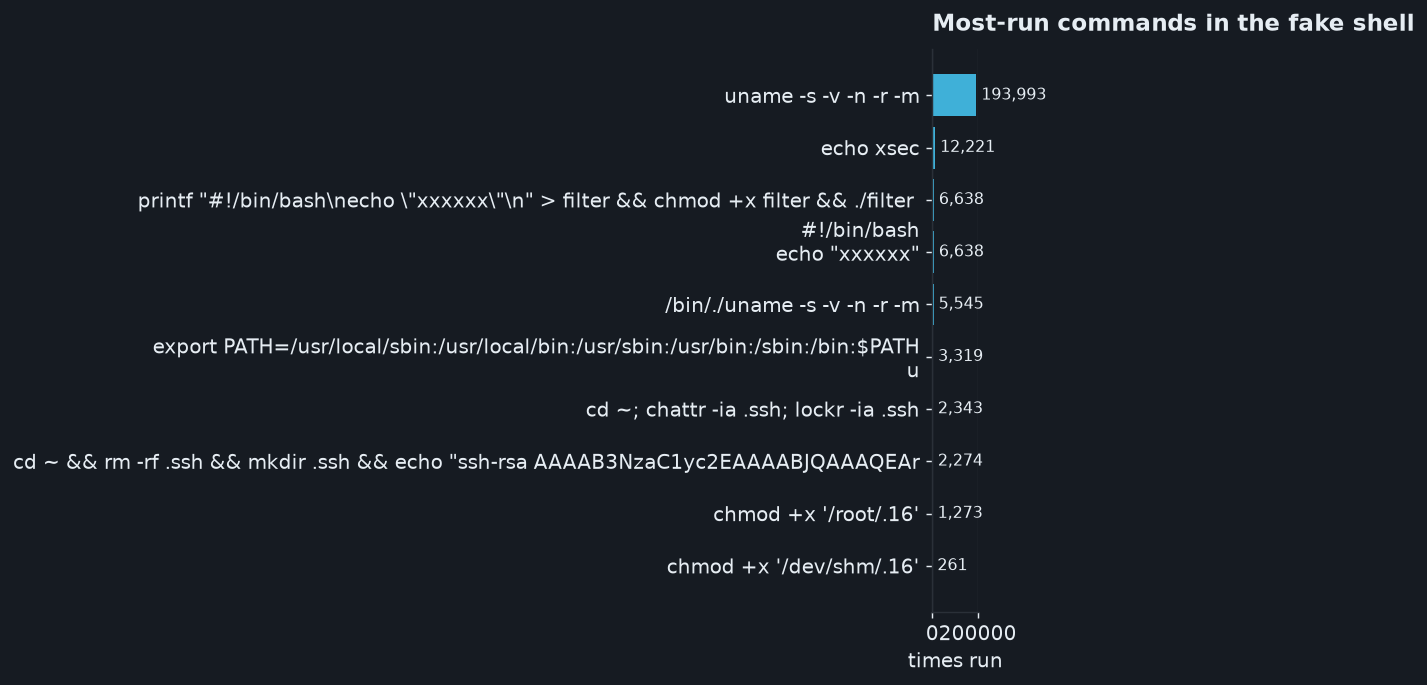 Most-run commands in the fake shell
uname -s -v -n -r -m
193,993
echo xsec
12,221
printf "#!/bin/bash\necho \"xxxxxx\"\n" > filter && chmod +x filter && ./filter
6,638
#!/bin/bash
echo "xxxxxx"
6,638
/bin/./uname -s -v -n -r -m
5,545
export PATH=/usr/local/sbin:/usr/local/bin:/usr/sbin:/usr/bin:/sbin:/bin:$PATH
u
3,319
cd ~; chattr -ia .ssh; lockr -ia .ssh
2,343
cd ~ && rm -rf .ssh && mkdir .ssh && echo "ssh-rsa AAAAB3NzaC1yc2EAAAABJQAAAQEAr
2,274
chmod +x '/root/.16'
1,273
chmod +x '/dev/shm/.16'
261
0 200000
times run